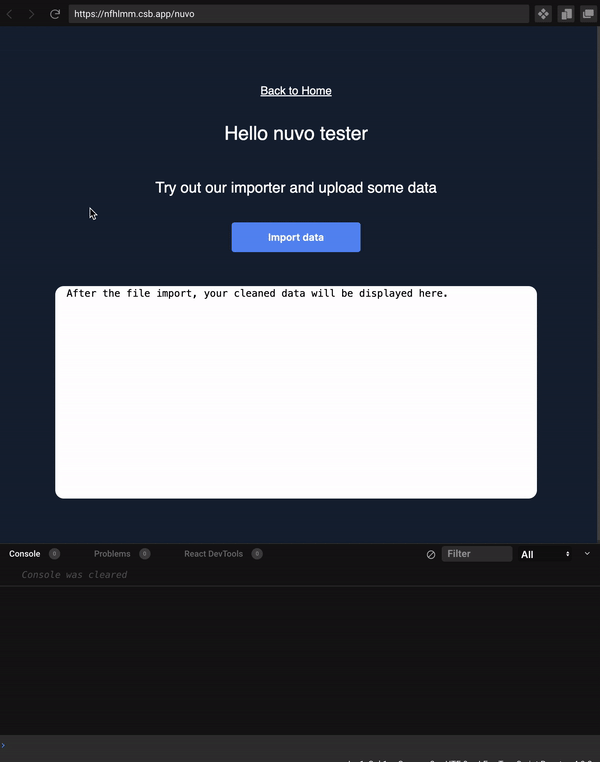 https://nfhlmm.csb.app/nuvo
Back to Home
Hello nuvo tester
Try out our importer and upload some data
Import data
After the file import, your cleaned data will be displayed here.
Console 0 Problems 0 React DevTools 0 Filter All
Console was cleared